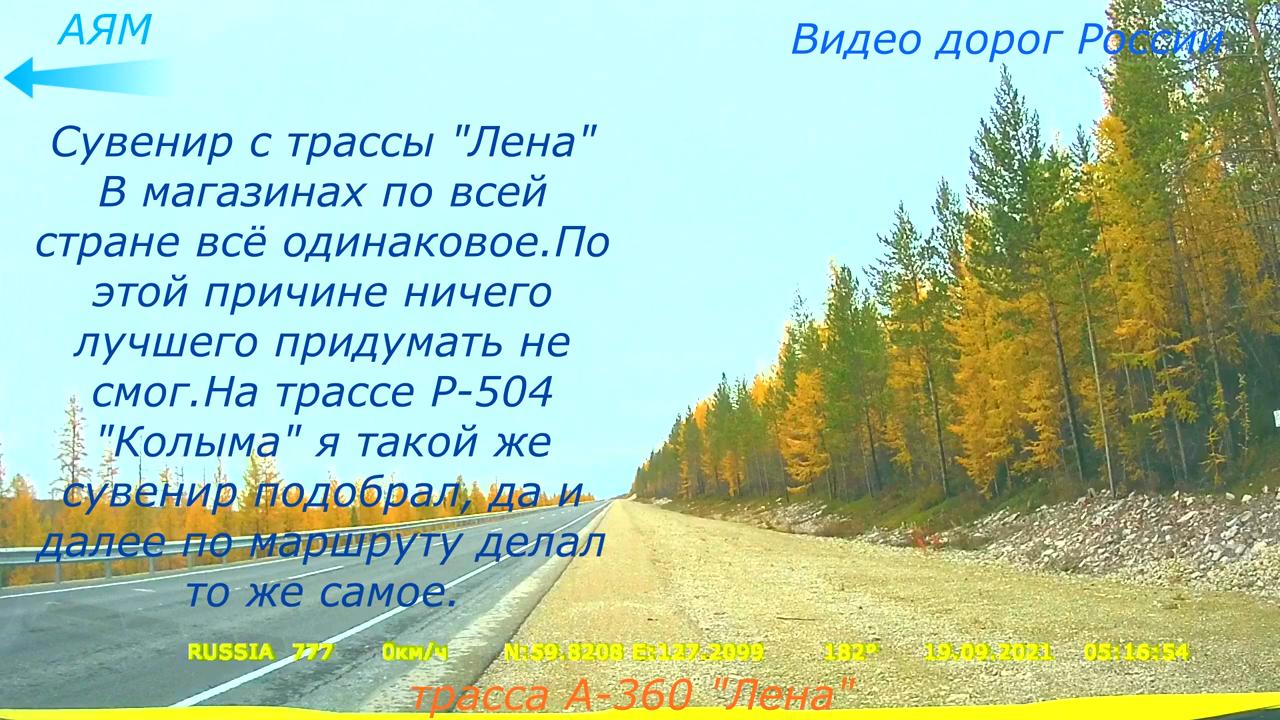 АЯМ
Видео дорог России
Сувенир с трассы "Лена"
В магазинах по всей
стране всё одинаковое.По
этой причине ничего
лучшего придумать не
смог.На трассе Р-504
"Колыма" я такой же
сувенир подобрал, да и
далее по маршруту делал
то же самое.
RUSSIA 777 0км/ч N:59.8208 E:127.2099 182° 19.09.2021 05:16:54
трасса А-360 "Лена"